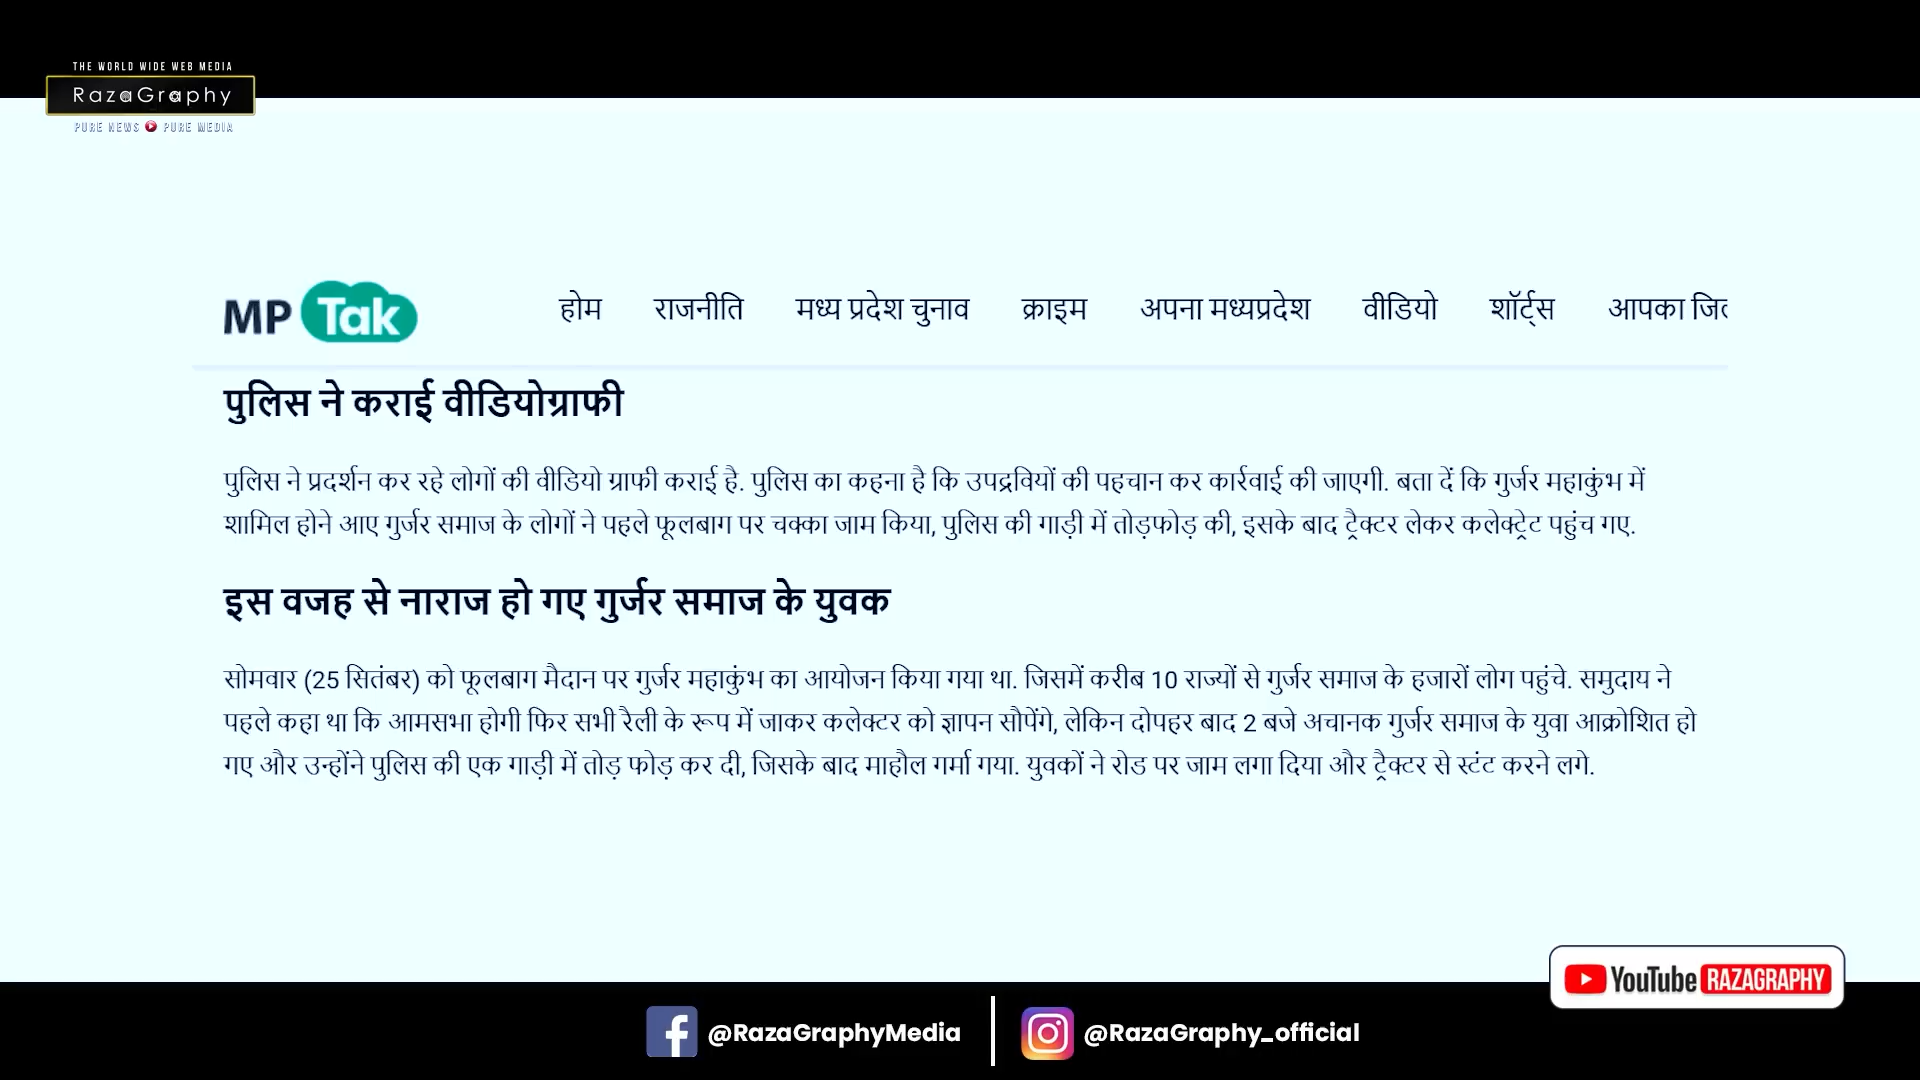 THE WORLD WIDE WEB MEDIA
RazaGraphy
PURE NEWS PURE MEDIA
MP Tak
होम राजनीति मध्य प्रदेश चुनाव क्राइम अपना मध्यप्रदेश वीडियो शॉर्ट्स आपका
पुलिस ने कराई वीडियोग्राफी
पुलिस ने प्रदर्शन कर रहे लोगों की वीडियो ग्राफी कराई है. पुलिस का कहना है कि उपद्रवियों की पहचान कर कार्रवाई की जाएगी. बता दें कि गुर्जर महाकुंभ में
शामिल होने आए गुर्जर समाज के लोगों ने पहले फूलबाग पर चक्का जाम किया, पुलिस की गाड़ी में तोड़फोड़ की, इसके बाद ट्रैक्टर लेकर कलेक्ट्रेट पहुंच गए.
इस वजह से नाराज हो गए गुर्जर समाज के युवक
सोमवार (25 सितंबर) को फूलबाग मैदान पर गुर्जर महाकुंभ का आयोजन किया गया था. जिसमें करीब 10 राज्यों से गुर्जर समाज के हजारों लोग पहुंचे. समुदाय ने
पहले कहा था कि आमसभा होगी फिर सभी रैली के रूप में जाकर कलेक्टर को ज्ञापन सौपेंगे, लेकिन दोपहर बाद 2 बजे अचानक गुर्जर समाज के युवा आक्रोशित हो
गए और उन्होंने पुलिस की एक गाड़ी में तोड़ फोड़ कर दी, जिसके बाद माहौल गर्मा गया. युवकों ने रोड पर जाम लगा दिया और ट्रैक्टर से स्टंट करने लगे.
YouTube RAZAGRAPHY
@RazaGraphyMedia
@RazaGraphy_official